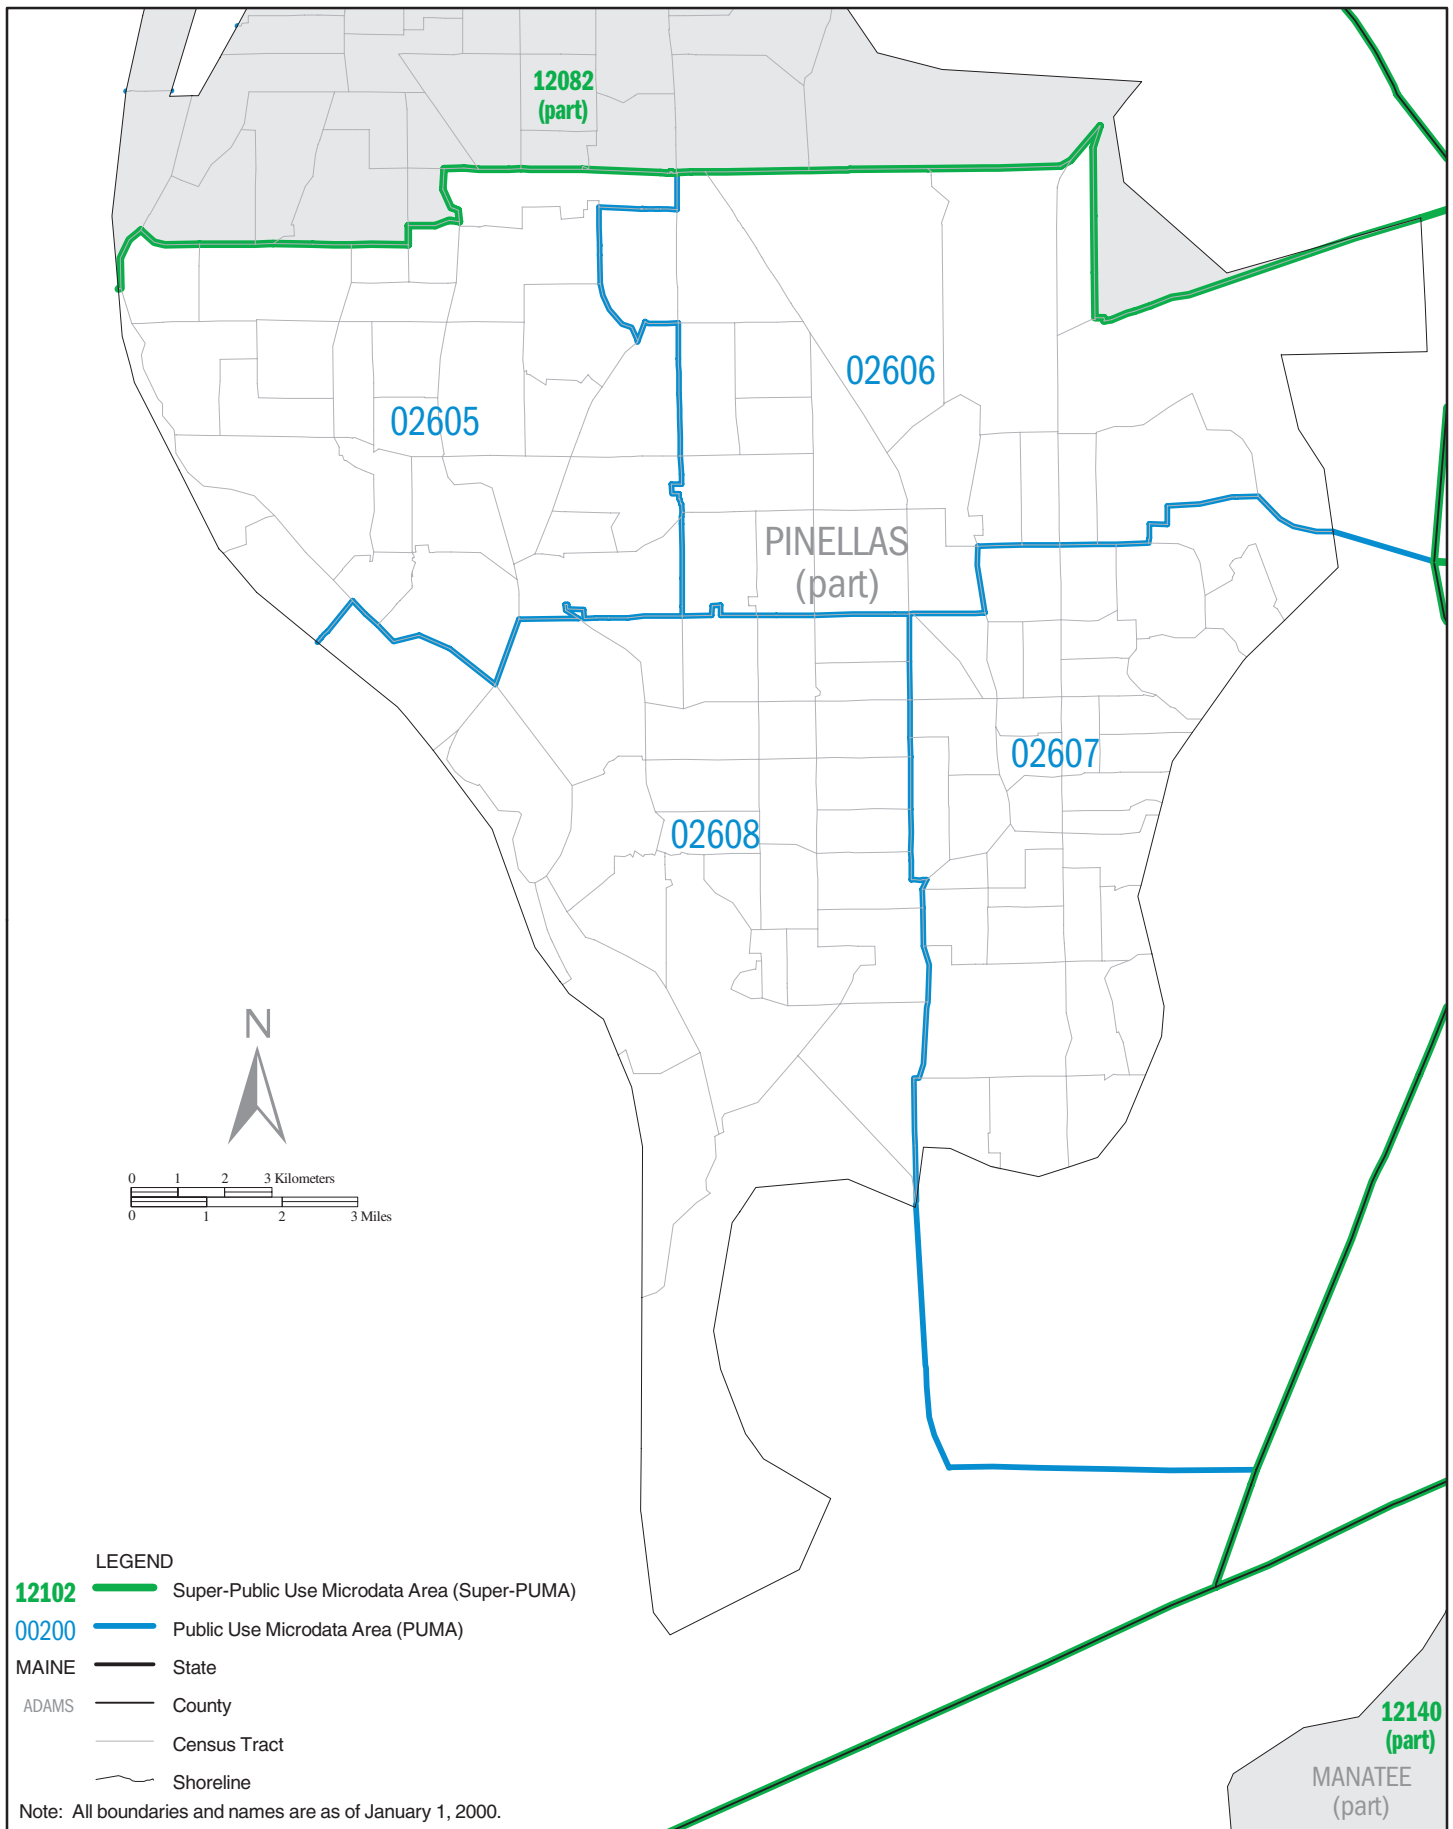 12082
(part)
02606
02605
PINELLAS
(part)
02607
02608
N
0 1 2 3 Kilometers
0 1 2 3 Miles
LEGEND
12102 Super-Public Use Microdata Area (Super-PUMA)
00200 Public Use Microdata Area (PUMA)
MAINE State
ADAMS County
Census Tract
Shoreline
Note: All boundaries and names are as of January 1, 2000.
12140
(part)
MANATEE
(part)